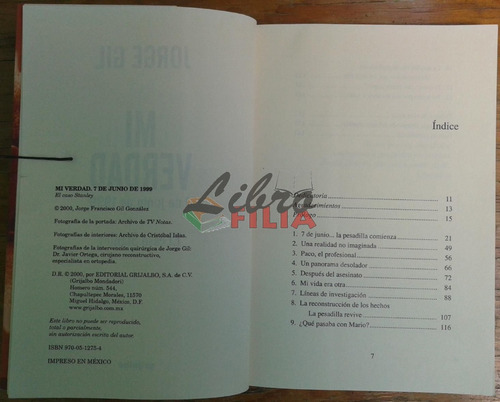 JORGE GIL
MI
VERDAD
MI VERDAD. 7 DE JUNIO DE 1999
El caso Stanley
© 2000, Jorge Francisco Gil González
Fotografía de la portada: Archivo de TV Notas.
Fotografías de interiores: Archivo de Cristóbal Islas.
Fotografías de la intervención quirúrgica de Jorge Gil:
Dr. Javier Ortega, cirujano reconstructivo,
especialista en ortopedia.
D.R. © 2000, por EDITORIAL GRIJALBO, S.A. de C.V.
(Grijalbo Mondadori)
Homero núm. 544,
Chapultepec Morales, 11570
Miguel Hidalgo, México, D.F.
www.grijalbo.com.mx
Este libro no puede ser reproducido,
total o parcialmente,
sin autorización escrita del autor
ISBN 970-05-1275-4
IMPRESO EN MÉXICO
Libro
FILIA
Índice
Dedicatoria 11
Agradecimientos 13
Prólogo 15
1. 7 de junio... la pesadilla comienza 21
2. Una realidad no imaginada 49
3. Paco, el profesional 56
4. Un panorama desolador 66
5. Después del asesinato 72
6. Mi vida era otra 84
7. Líneas de investigación 88
8. La reconstrucción de los hechos
La pesadilla revive 107
9. ¿Qué pasaba con Mario? 116
7